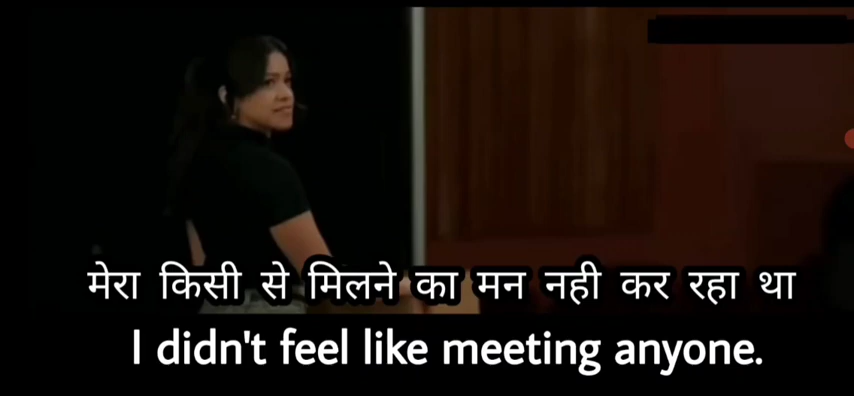 मेरा किसी से मिलने का मन नही कर रहा था
I didn't feel like meeting anyone.